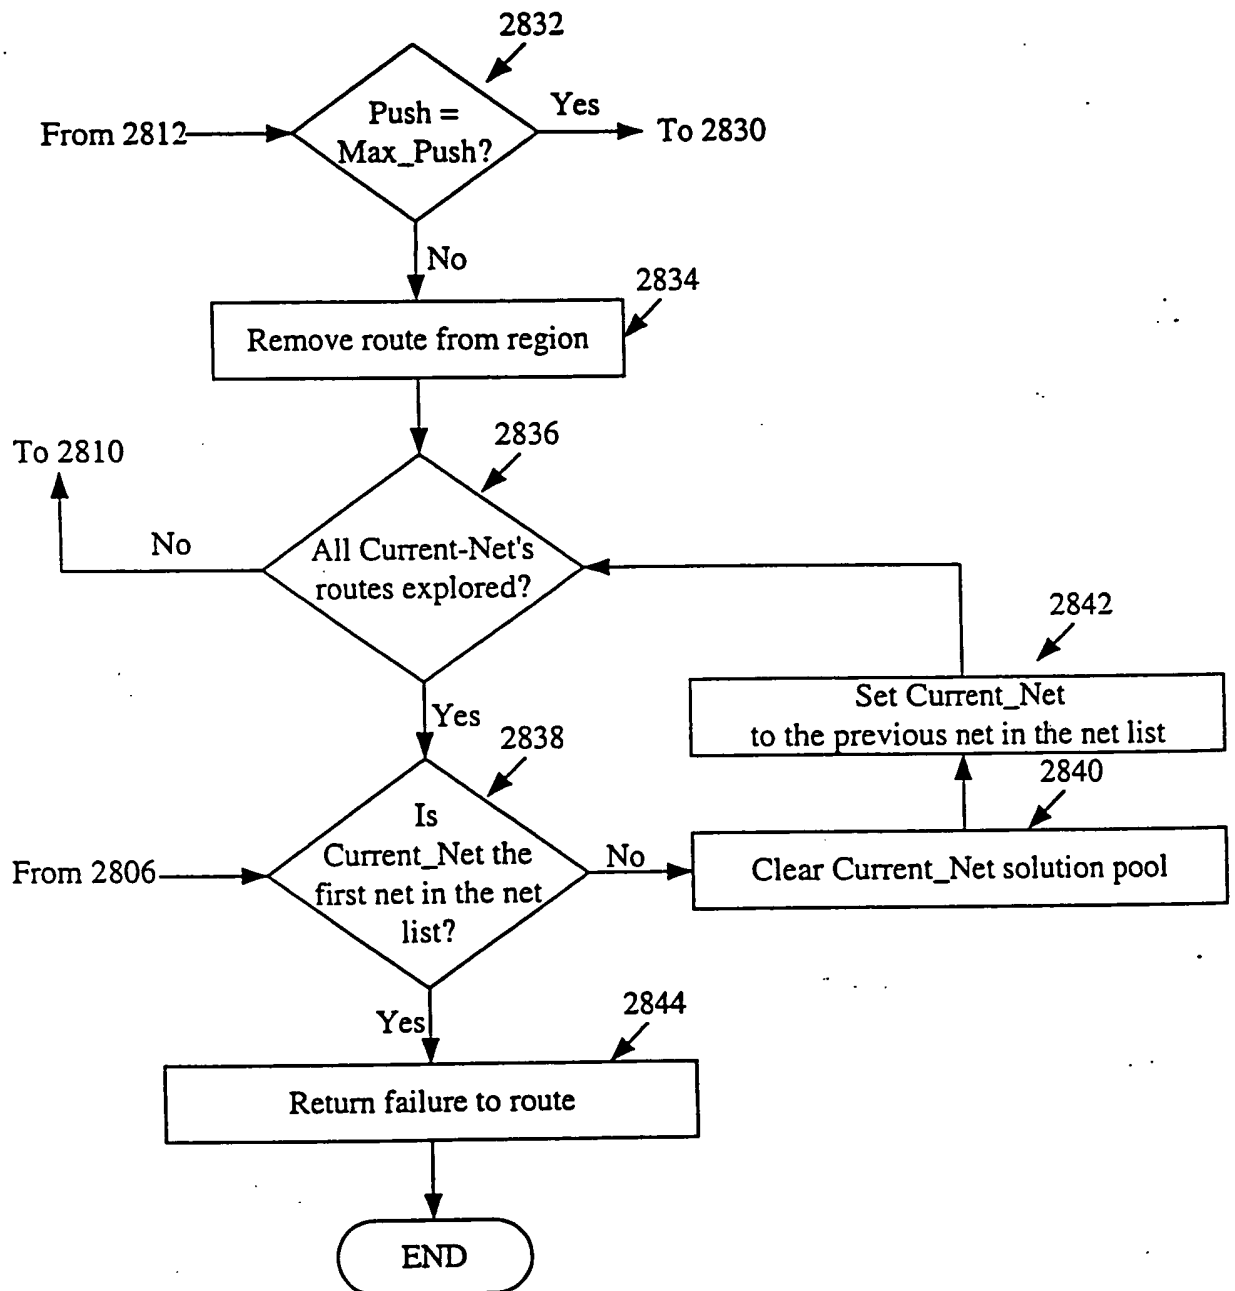 2832
Push =
Max_Push?
Yes
From 2812
To 2830
No
2834
Remove route from region
2836
To 2810
No
All Current-Net's
routes explored?
2842
Set Current_Net
to the previous net in the net list
Yes
2838
2840
Is
Current_Net the
first net in the net
list?
From 2806
No
Clear Current_Net solution pool
Yes
2844
Return failure to route
END